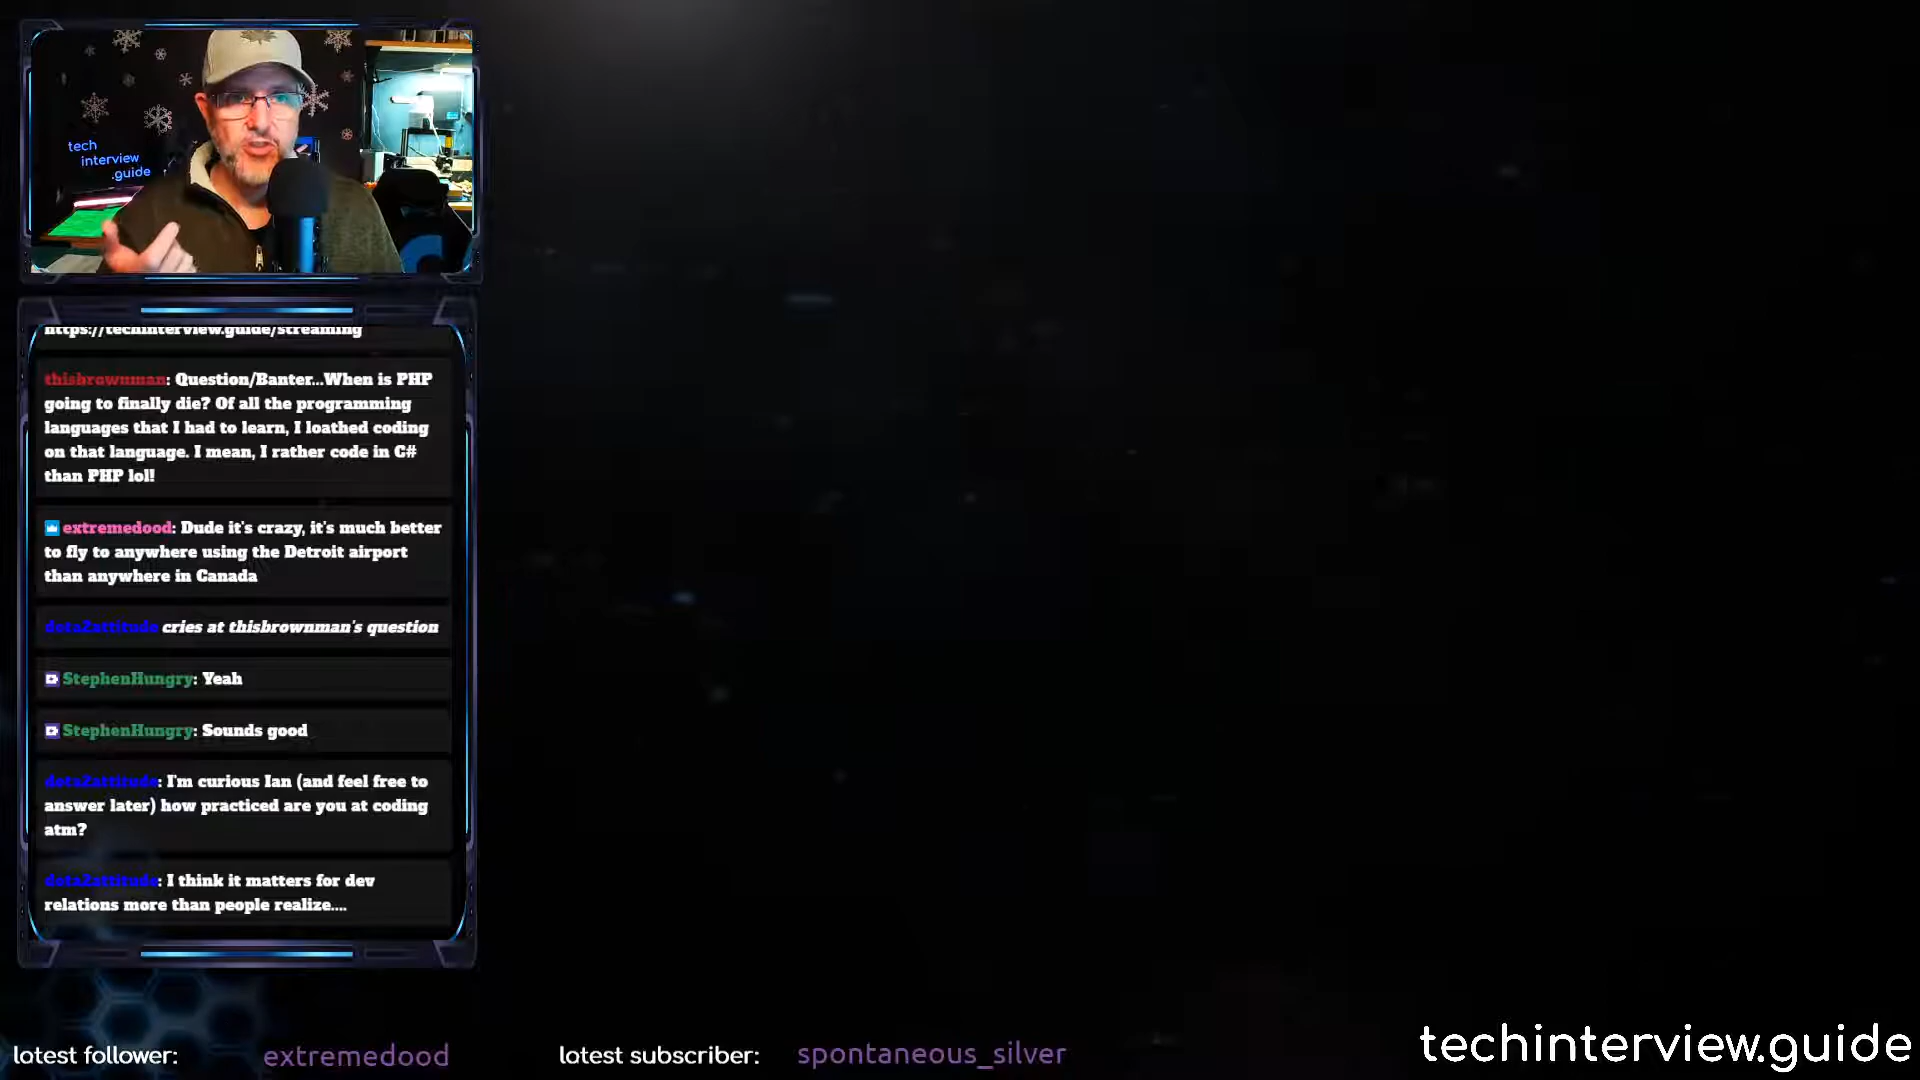 tech
interview
.guide
https://techinterview.guide/streaming
thisbrownman: Question/Banter...When is PHP
going to finally die? Of all the programming
languages that I had to learn, I loathed coding
on that language. I mean, I rather code in C#
than PHP lol!
extremedood: Dude it's crazy, it's much better
to fly to anywhere using the Detroit airport
than anywhere in Canada
dota2attitude cries at thisbrownman's question
StephenHungry: Yeah
StephenHungry: Sounds good
dota2attitude: I'm curious Ian (and feel free to
answer later) how practiced are you at coding
atm?
dota2attitude: I think it matters for dev
relations more than people realize....
latest follower: extremedood
latest subscriber: spontaneous_silver
techinterview.guide